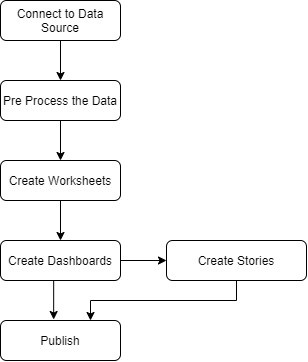 Connect to Data
Source
Pre Process the Data
Create Worksheets
Create Dashboards
Create Stories
Publish